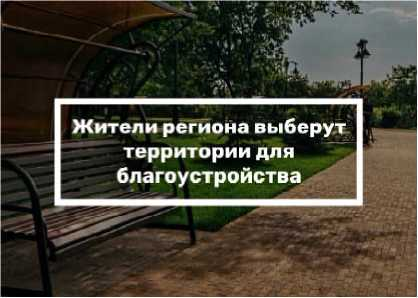 Жители региона выберут
территории для
благоустройства